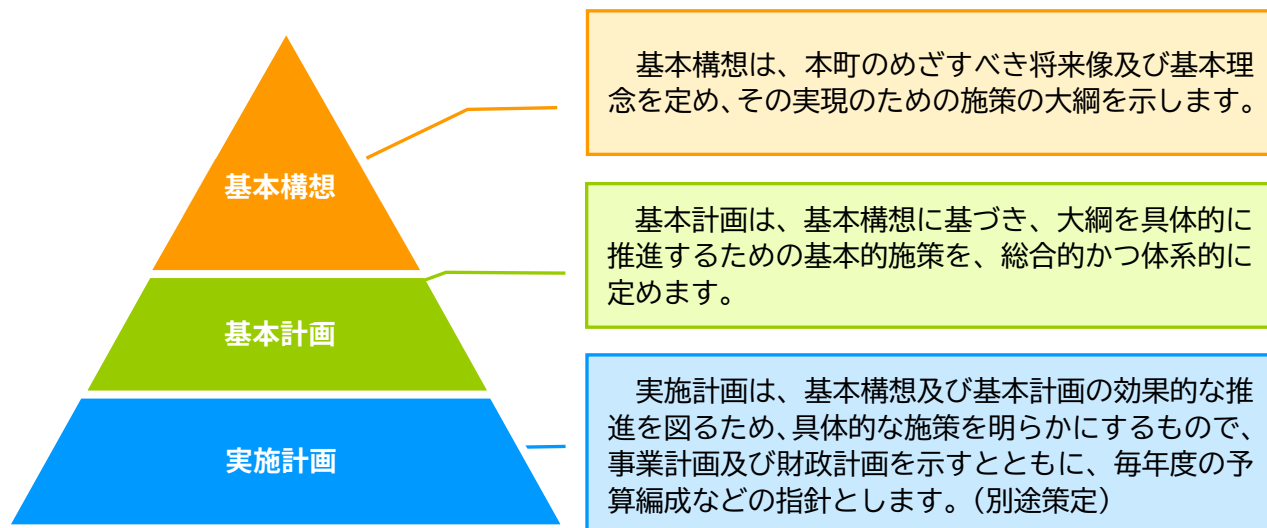 基本構想
基本構想は、本町のめざすべき将来像及び基本理
念を定め、その実現のための施策の大綱を示します。
基本計画
基本計画は、基本構想に基づき、大綱を具体的に
推進するための基本的施策を、総合的かつ体系的に
定めます。
実施計画
実施計画は、基本構想及び基本計画の効果的な推
進を図るため、具体的な施策を明らかにするもので、
事業計画及び財政計画を示すとともに、毎年度の予
算編成などの指針とします。（別途策定）